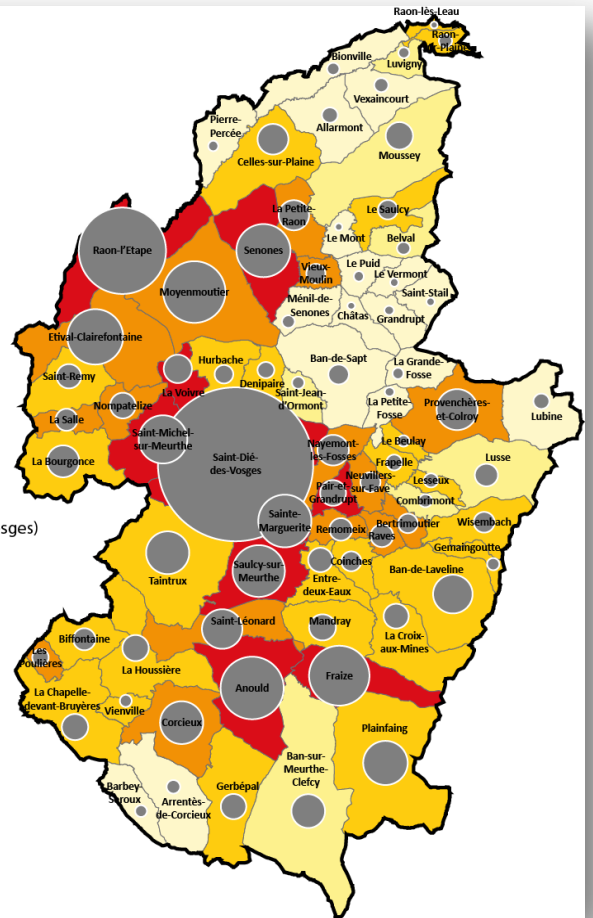 Raon-lès-Leau
Raon-
sur-Plaine
Bionville
Luvigny
Vexaincourt
Pierre-
Percée
Allarmont
Moussey
Celles-sur-Plaine
La Petite-
Raon
Le Saulcy
Raon-l'Etape
Senones
Le Mont
Belval
Vieux-
Moulin
Le Puid
Le Vermont
Moyenmoutier
Saint-Stail
Ménil-de-
Senones
Châtas
Grandrupt
Etival-Clairefontaine
Hurbache
Ban-de-Sapt
La Grande-
Fosse
Saint-Remy
La Voivre
Denipaire
Saint-Jean-
d'Ormont
La Petite-
Fosse
Provenchères-
et-Colroy
Lubine
Nompatelize
La Salle
Saint-Michel-
sur-Meurthe
Nayemont-
les-Fosses
Le Beulay
La Bourgonce
Saint-Dié-
des-Vosges
Frapelle
Lusse
Neuvillers-
sur-Fave
Lesseux
Pair-et-
Grandrupt
Combrimont
Sainte-
Marguerite
Remomeix
Bertrimoutier
Wisembach
Raves
sges)
Gemaingoutte
Taintrux
Saulcy-sur-
Meurthe
Coinches
Entre-
deux-Eaux
Ban-de-Laveline
Saint-Léonard
Mandray
La Croix-
aux-Mines
Biffontaine
Les
Poulières
La Houssière
Anould
Fraize
La Chapelle-
devant-Bruyères
Vienville
Corcieux
Plainfaing
Ban-sur-
Meurthe-
Clefcy
Barbey-
Seroux
Arrentès-
de-Corcieux
Gerbépal